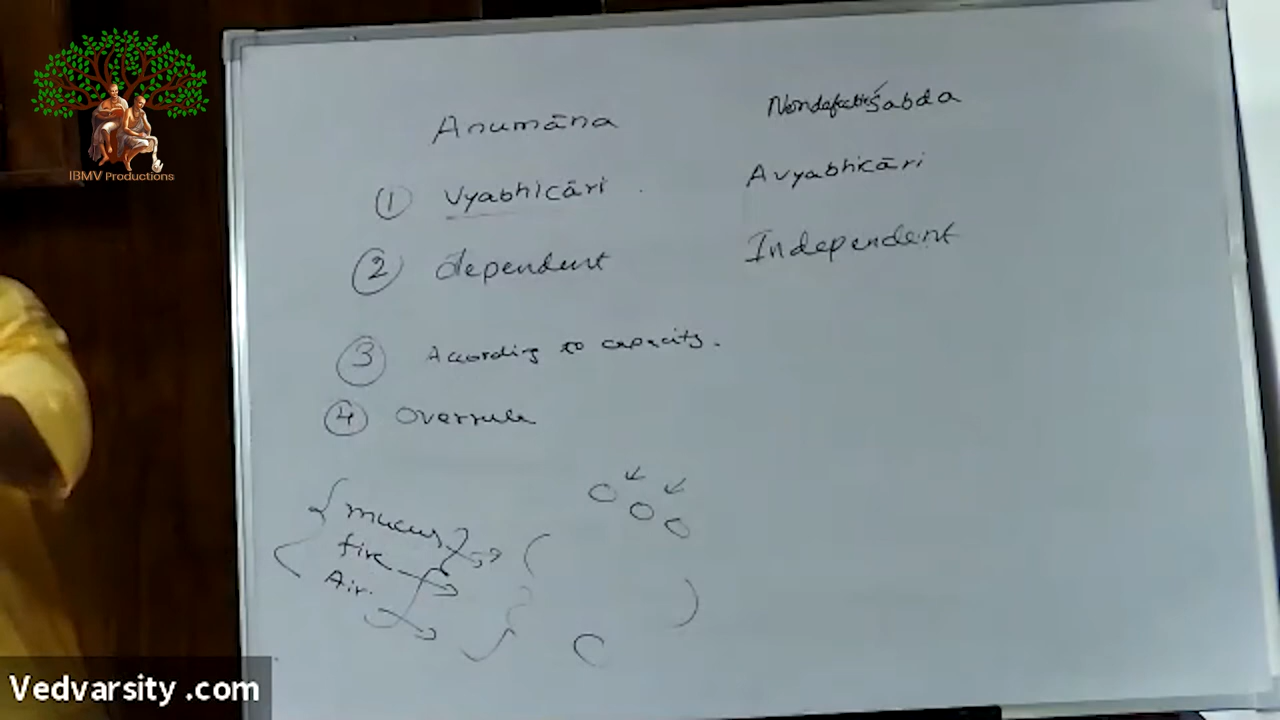 IBMV Productions
Anumāna
Nondefective Śabda
① Vyabhicāri
Avyabhicāri
② dependent
Independent
③ According to capacity.
④ Overrule
mucus
fire
Air.
Vedvarsity .com